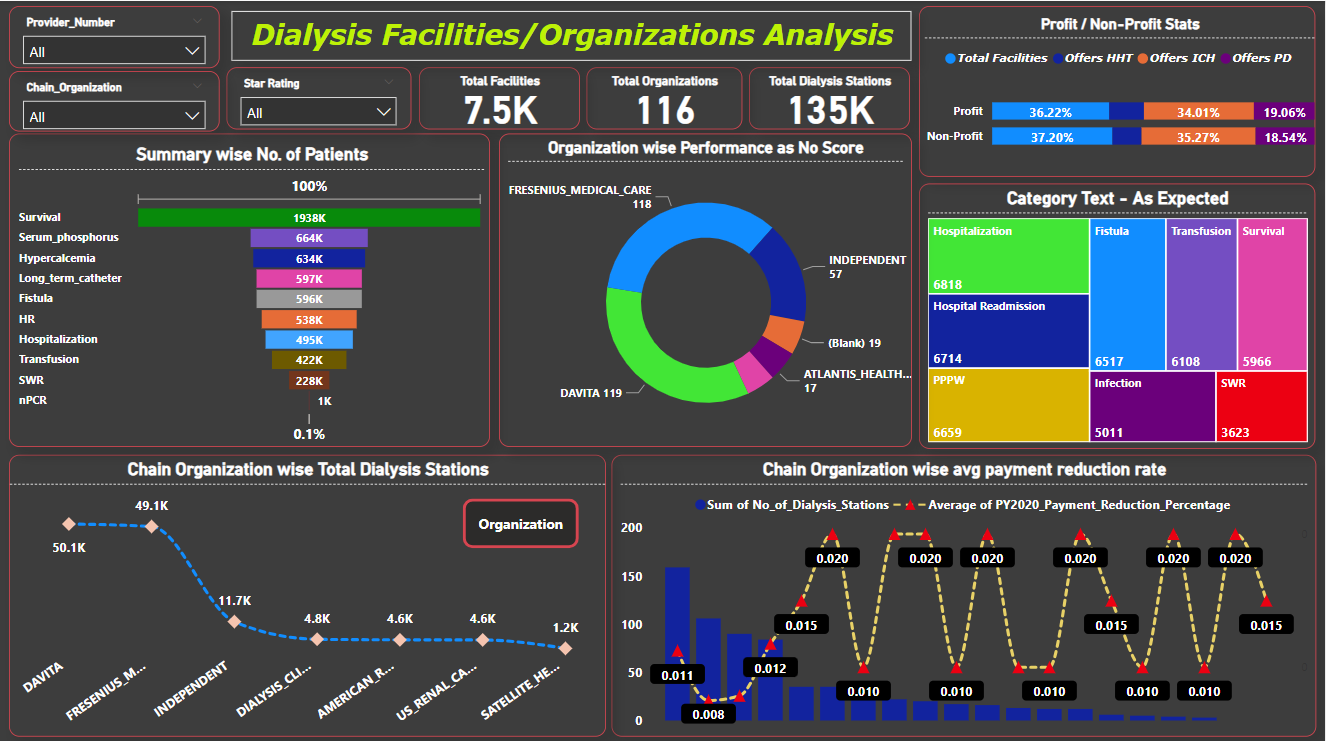 Provider_Number
All
Chain_Organization
All
Dialysis Facilities/Organizations Analysis
Star Rating
All
Total Facilities
7.5K
Total Organizations
116
Total Dialysis Stations
135K
Profit / Non-Profit Stats
Total Facilities Offers HHT Offers ICH Offers PD
Profit 36.22% 34.01% 19.06%
Non-Profit 37.20% 35.27% 18.54%
Summary wise No. of Patients
100%
Survival 1938K
Serum_phosphorus 664K
Hypercalcemia 634K
Long_term_catheter 597K
Fistula 596K
HR 538K
Hospitalization 495K
Transfusion 422K
SWR 228K
nPCR 1K
0.1%
Organization wise Performance as No Score
FRESENIUS_MEDICAL_CARE
118
INDEPENDENT
57
(Blank) 19
ATLANTIS_HEALTH...
17
DAVITA 119
Category Text - As Expected
Hospitalization
6818
Hospital Readmission
6714
PPPW
6659
Fistula
6517
Transfusion
6108
Survival
5966
Infection
5011
SWR
3623
Chain Organization wise Total Dialysis Stations
Organization
50.1K
49.1K
11.7K
4.8K
4.6K
4.6K
1.2K
DAVITA
FRESENIUS_M...
INDEPENDENT
DIALYSIS_CLI...
AMERICAN_R...
US_RENAL_CA...
SATELLITE_HE...
Chain Organization wise avg payment reduction rate
Sum of No_of_Dialysis_Stations Average of PY2020_Payment_Reduction_Percentage
200
150
100
50
0
0.011
0.008
0.012
0.015
0.020
0.010
0.020
0.010
0.020
0.010
0.020
0.015
0.010
0.020
0.010
0.020
0.015